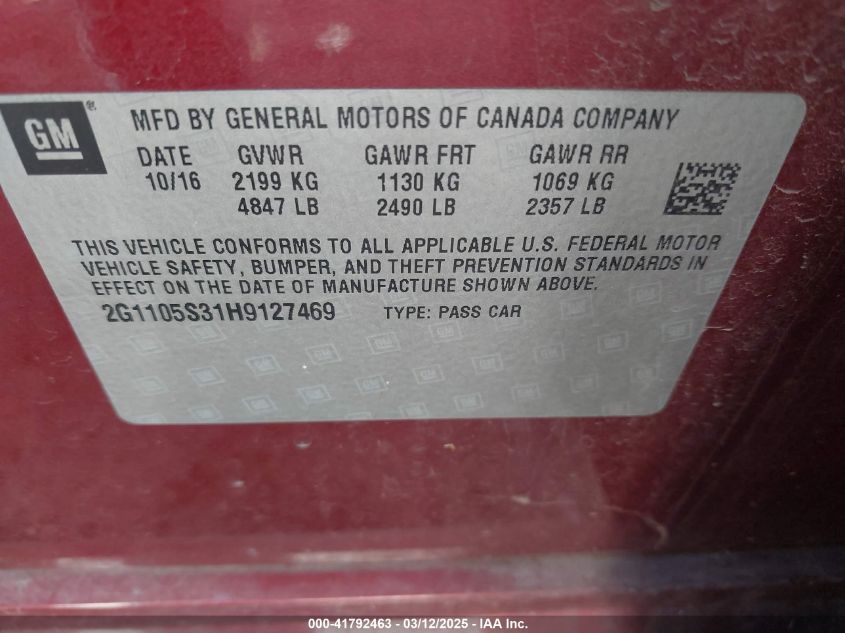 GM®
MFD BY GENERAL MOTORS OF CANADA COMPANY
DATE GVWR GAWR FRT GAWR RR
10/16 2199 KG 1130 KG 1069 KG
4847 LB 2490 LB 2357 LB
THIS VEHICLE CONFORMS TO ALL APPLICABLE U.S. FEDERAL MOTOR
VEHICLE SAFETY, BUMPER, AND THEFT PREVENTION STANDARDS IN
EFFECT ON THE DATE OF MANUFACTURE SHOWN ABOVE.
2G1105S31H9127469 TYPE: PASS CAR
000-41792463 - 03/12/2025 - IAA Inc.